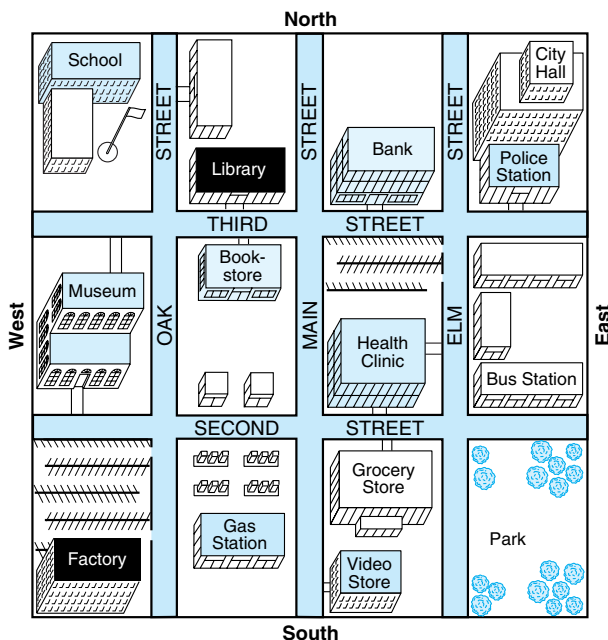 North
School
STREET
Library
STREET
Bank
STREET
City
Hall
Police
Station
THIRD STREET
West
Museum
OAK
Book-
store
MAIN
Health
Clinic
ELM
Bus Station
East
SECOND STREET
Factory
Gas
Station
Grocery
Store
Video
Store
Park
South